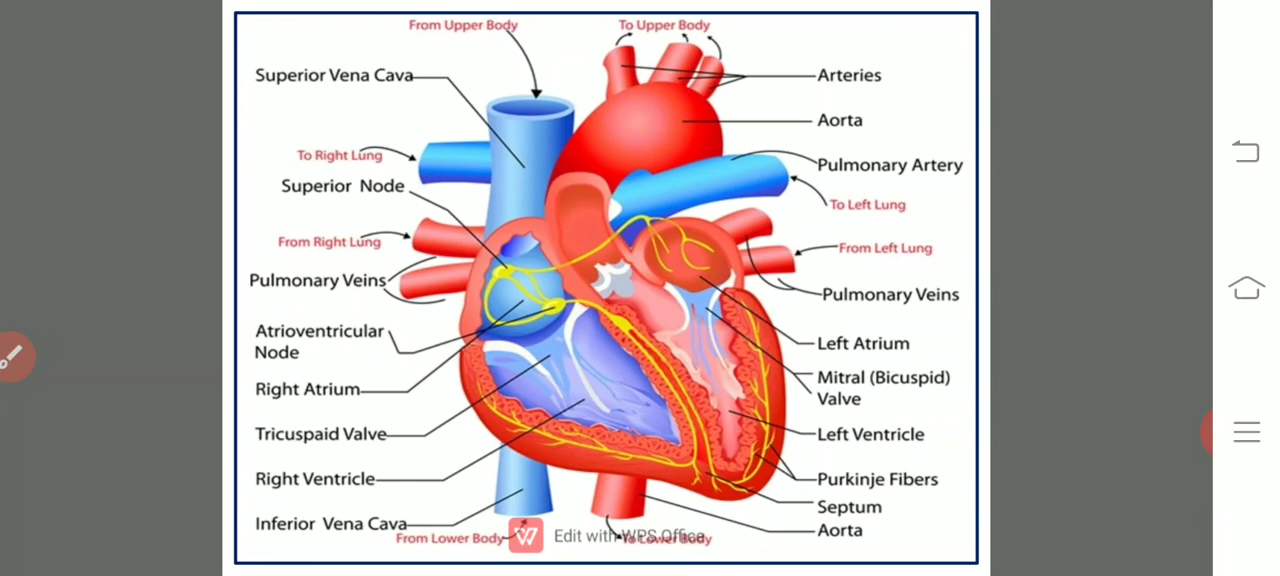 From Upper Body
To Upper Body
Superior Vena Cava
Arteries
Aorta
To Right Lung
Pulmonary Artery
Superior Node
To Left Lung
From Right Lung
From Left Lung
Pulmonary Veins
Pulmonary Veins
Atrioventricular
Node
Left Atrium
Right Atrium
Mitral (Bicuspid)
Valve
Tricuspaid Valve
Left Ventricle
Right Ventricle
Purkinje Fibers
Septum
Inferior Vena Cava
Aorta
From Lower Body
W Edit with WPS Office
To Lower Body